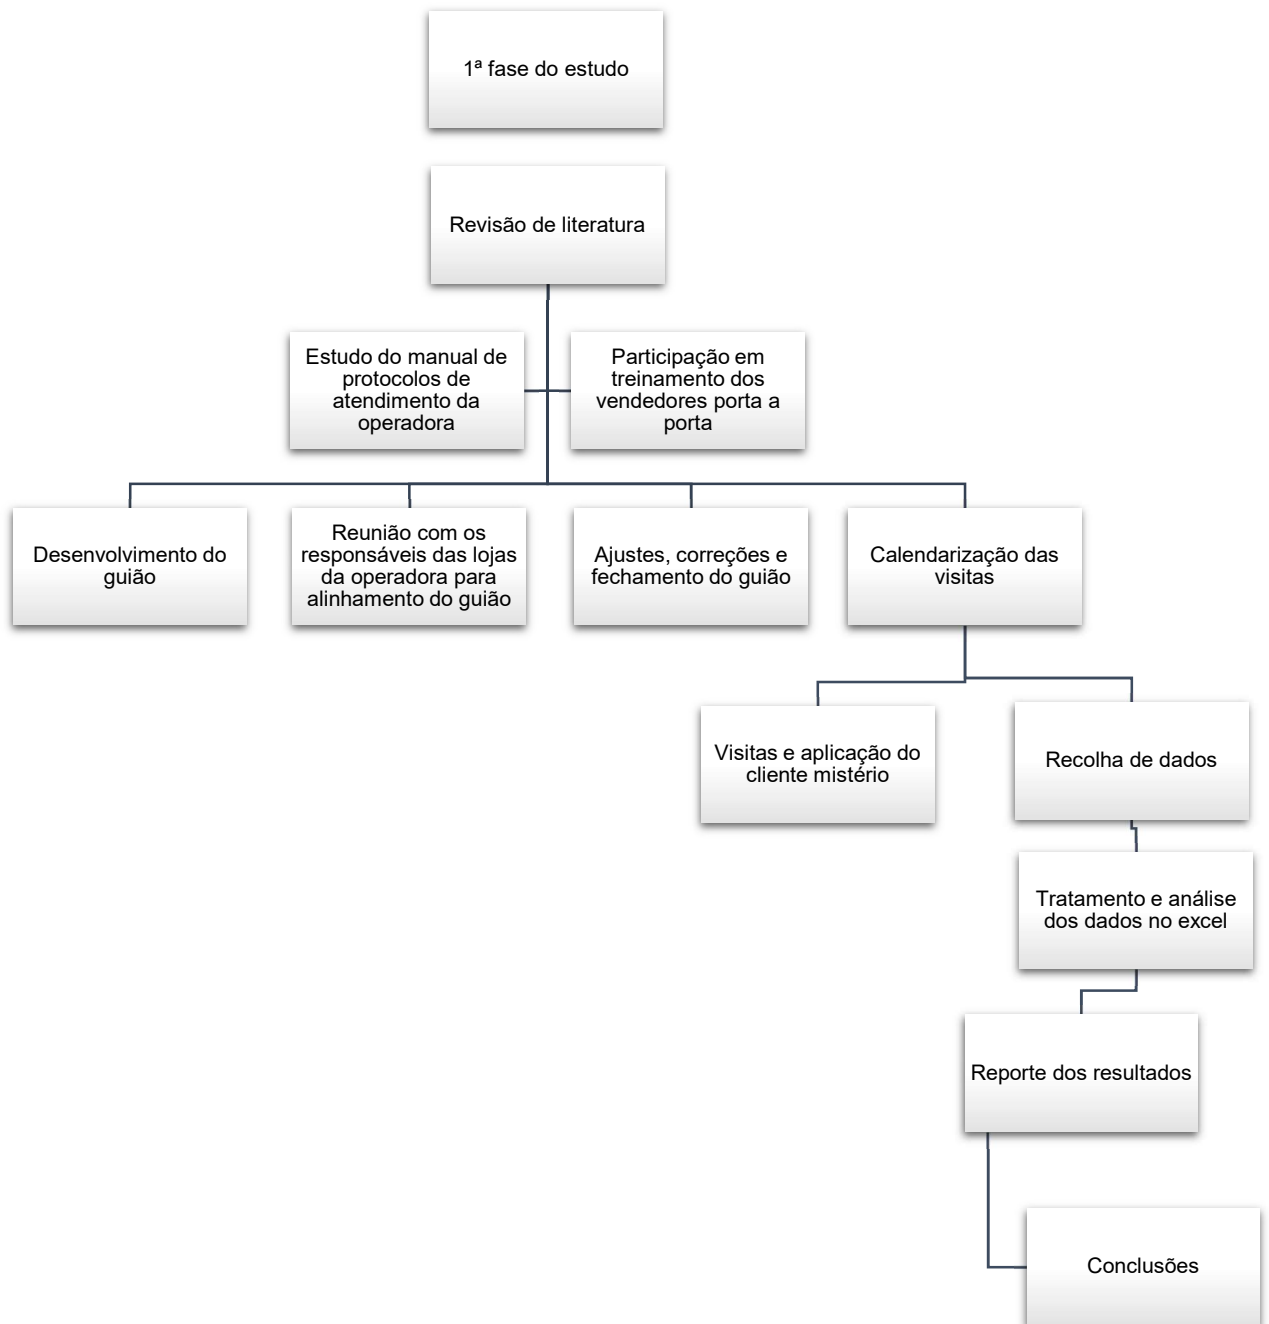 1ª fase do estudo
Revisão de literatura
Estudo do manual de
protocolos de
atendimento da
operadora
Participação em
treinamento dos
vendedores porta a
porta
Desenvolvimento do
guião
Reunião com os
responsáveis das lojas
da operadora para
alinhamento do guião
Ajustes, correções e
fechamento do guião
Calendarização das
visitas
Visitas e aplicação do
cliente mistério
Recolha de dados
Tratamento e análise
dos dados no excel
Reporte dos resultados
Conclusões